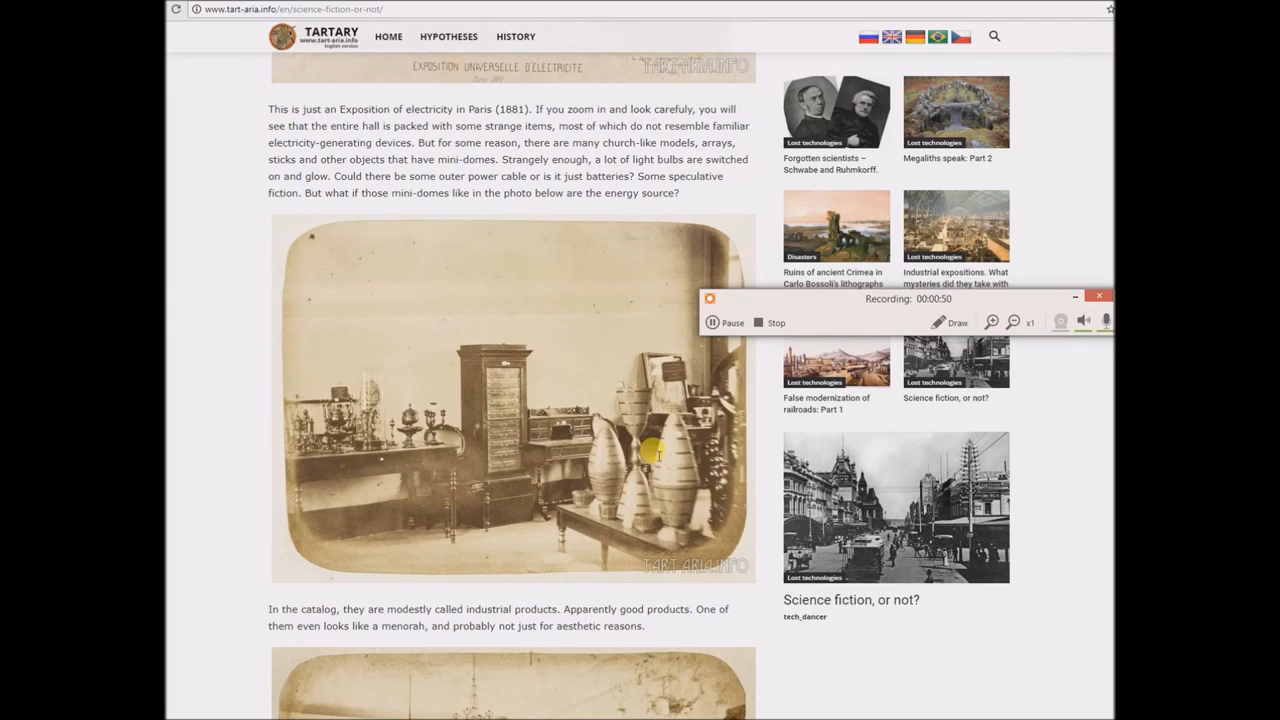 www.tart-aria.info/en/science-fiction-or-not/
TARTARY
www.tart-aria.info
English version
HOME
HYPOTHESES
HISTORY
EXPOSITION UNIVERSELLE D'ELECTRICITÉ
TART-ARIA.INFO
This is just an Exposition of electricity in Paris (1881). If you zoom in and look carefuly, you will
see that the entire hall is packed with some strange items, most of which do not resemble familiar
electricity-generating devices. But for some reason, there are many church-like models, arrays,
sticks and other objects that have mini-domes. Strangely enough, a lot of light bulbs are switched
on and glow. Could there be some outer power cable or is it just batteries? Some speculative
fiction. But what if those mini-domes like in the photo below are the energy source?
TART-ARIA.INFO
In the catalog, they are modestly called industrial products. Apparently good products. One of
them even looks like a menorah, and probably not just for aesthetic reasons.
Lost technologies
Forgotten scientists –
Schwabe and Ruhmkorff.
Lost technologies
Megaliths speak: Part 2
Disasters
Ruins of ancient Crimea in
Carlo Bossoli's lithographs
Lost technologies
Industrial expositions. What
mysteries did they take with
Recording: 00:00:50
Pause
Stop
Draw
x1
Lost technologies
False modernization of
railroads: Part 1
Lost technologies
Science fiction, or not?
Lost technologies
Science fiction, or not?
tech_dancer